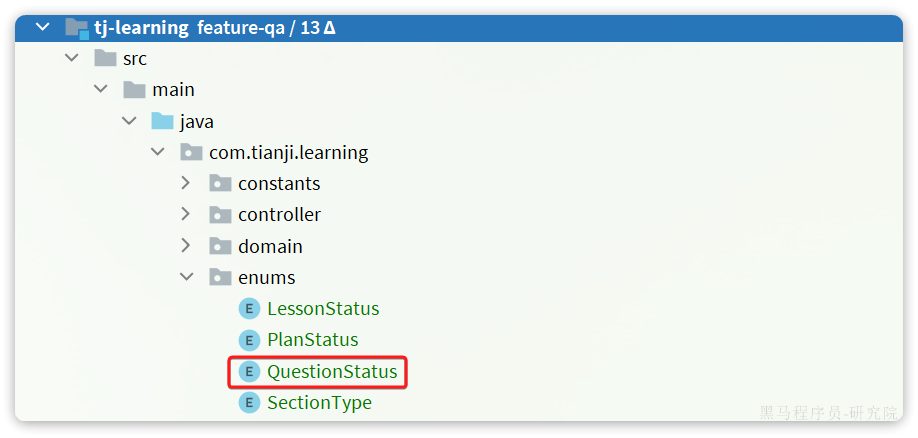 tj-learning feature-qa / 13 Δ
src
main
java
com.tianji.learning
constants
controller
domain
enums
E LessonStatus
E PlanStatus
E QuestionStatus
E SectionType
黑马程序员-研究院